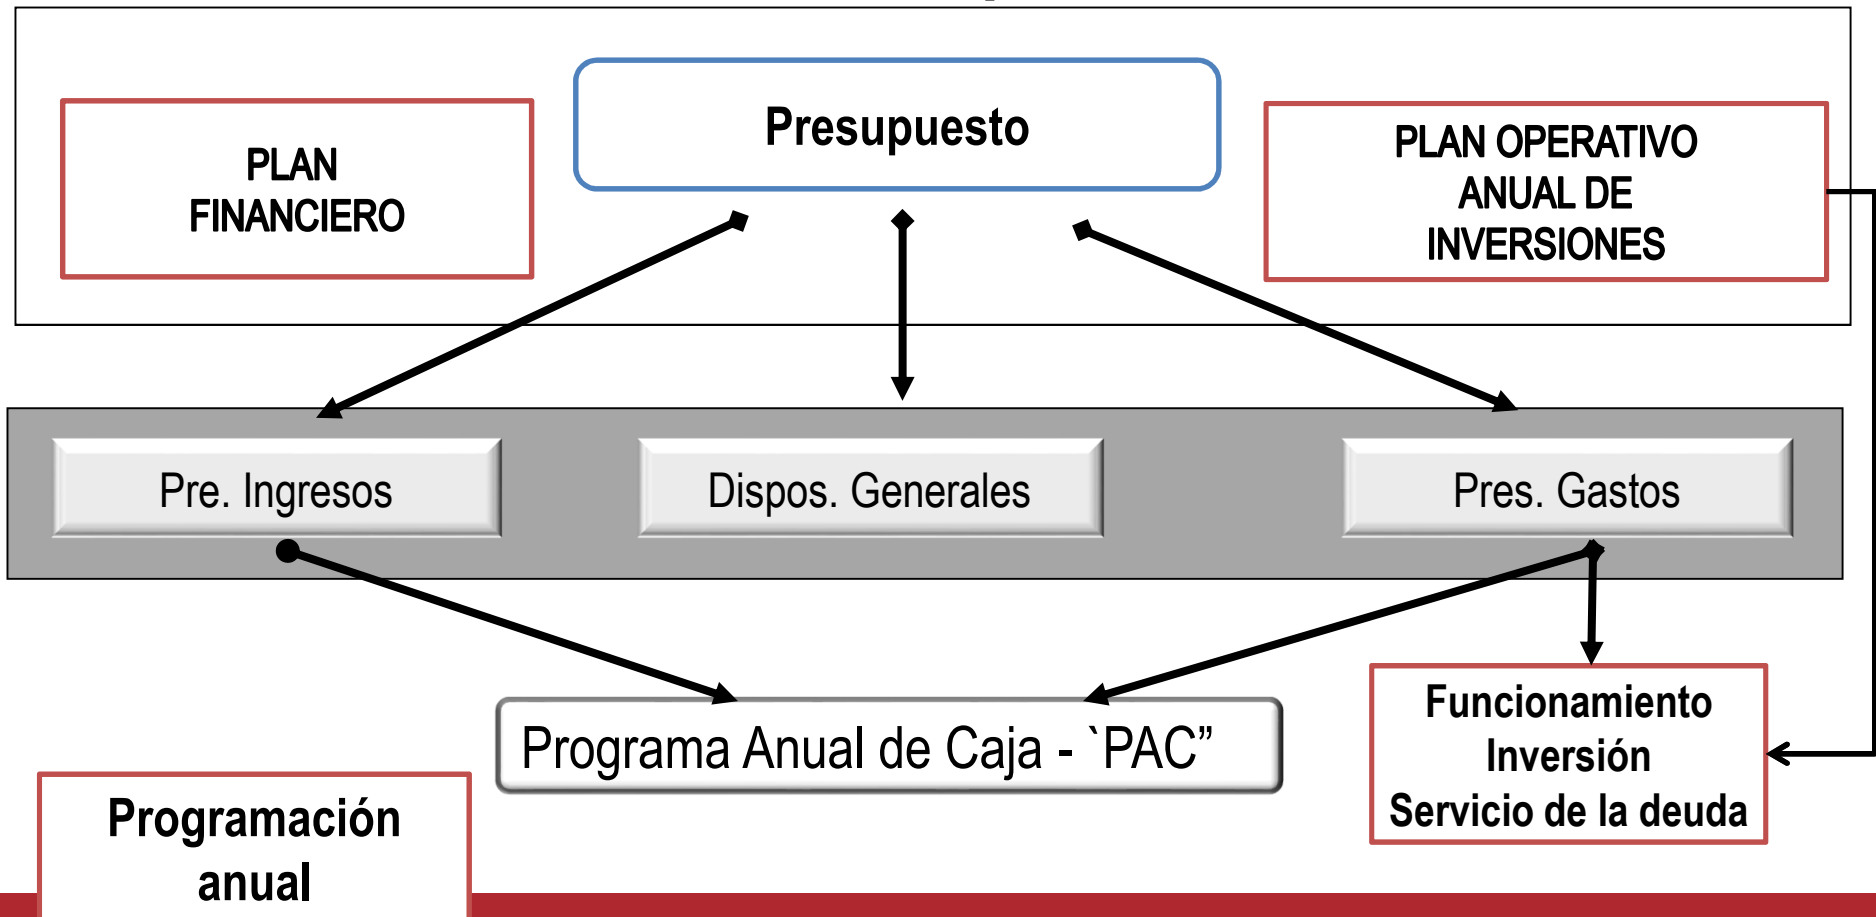 Presupuesto
PLAN
FINANCIERO
PLAN OPERATIVO
ANUAL DE
INVERSIONES
Pre. Ingresos
Dispos. Generales
Pres. Gastos
Programa Anual de Caja - `PAC”
Funcionamiento
Inversión
Servicio de la deuda
Programación
anual